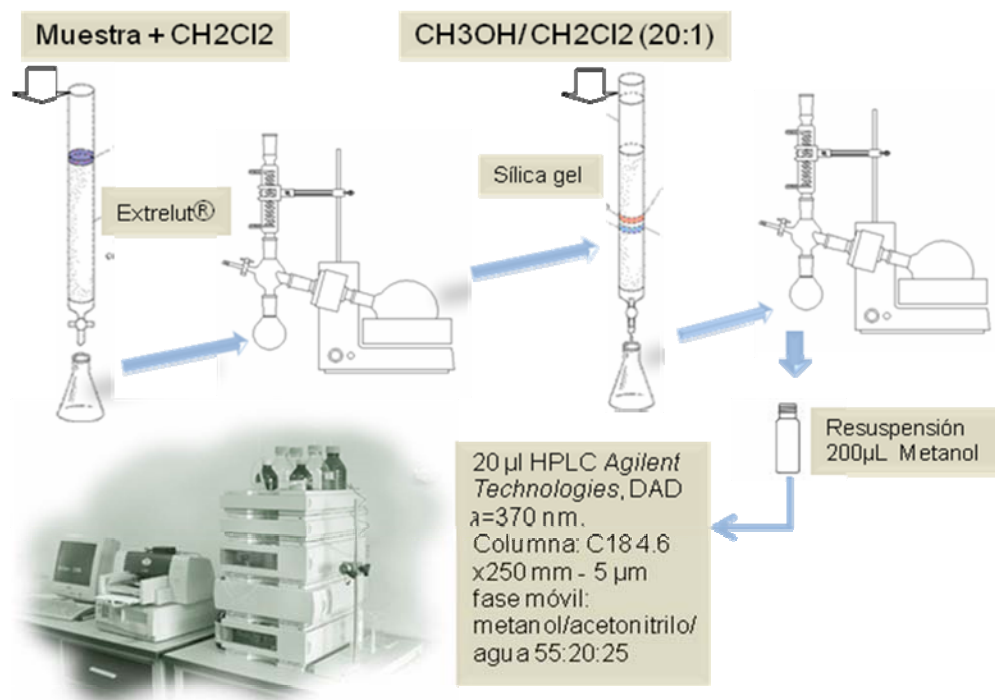 Muestra + CH2Cl2
CH3OH/ CH2Cl2 (20:1)
Extrelut®
Sílica gel
Resuspensión
200µL Metanol
20 µl HPLC Agilent
Technologies, DAD
λ=370 nm.
Columna: C18 4.6
x250 mm - 5 µm
fase móvil:
metanol/acetonitrilo/
agua 55:20:25